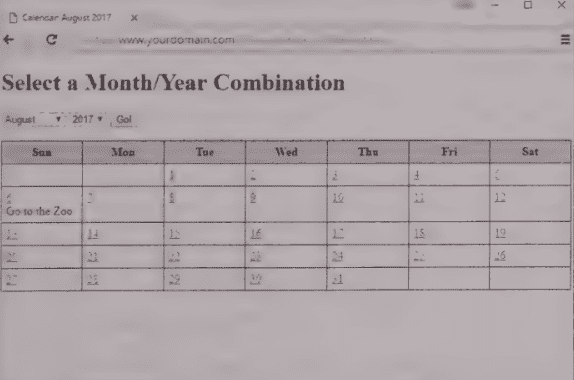 Calendar August 2017
www.yourdomain.com
Select a Month/Year Combination
August 2017 Go!
Sun Mon Tue Wed Thu Fri Sat
1 2 3 4
6 7 8 9 10 11 12
Go to the Zoo
14 15 16 17 18 19
20 21 22 23 24 25 26
27 28 29 30 31